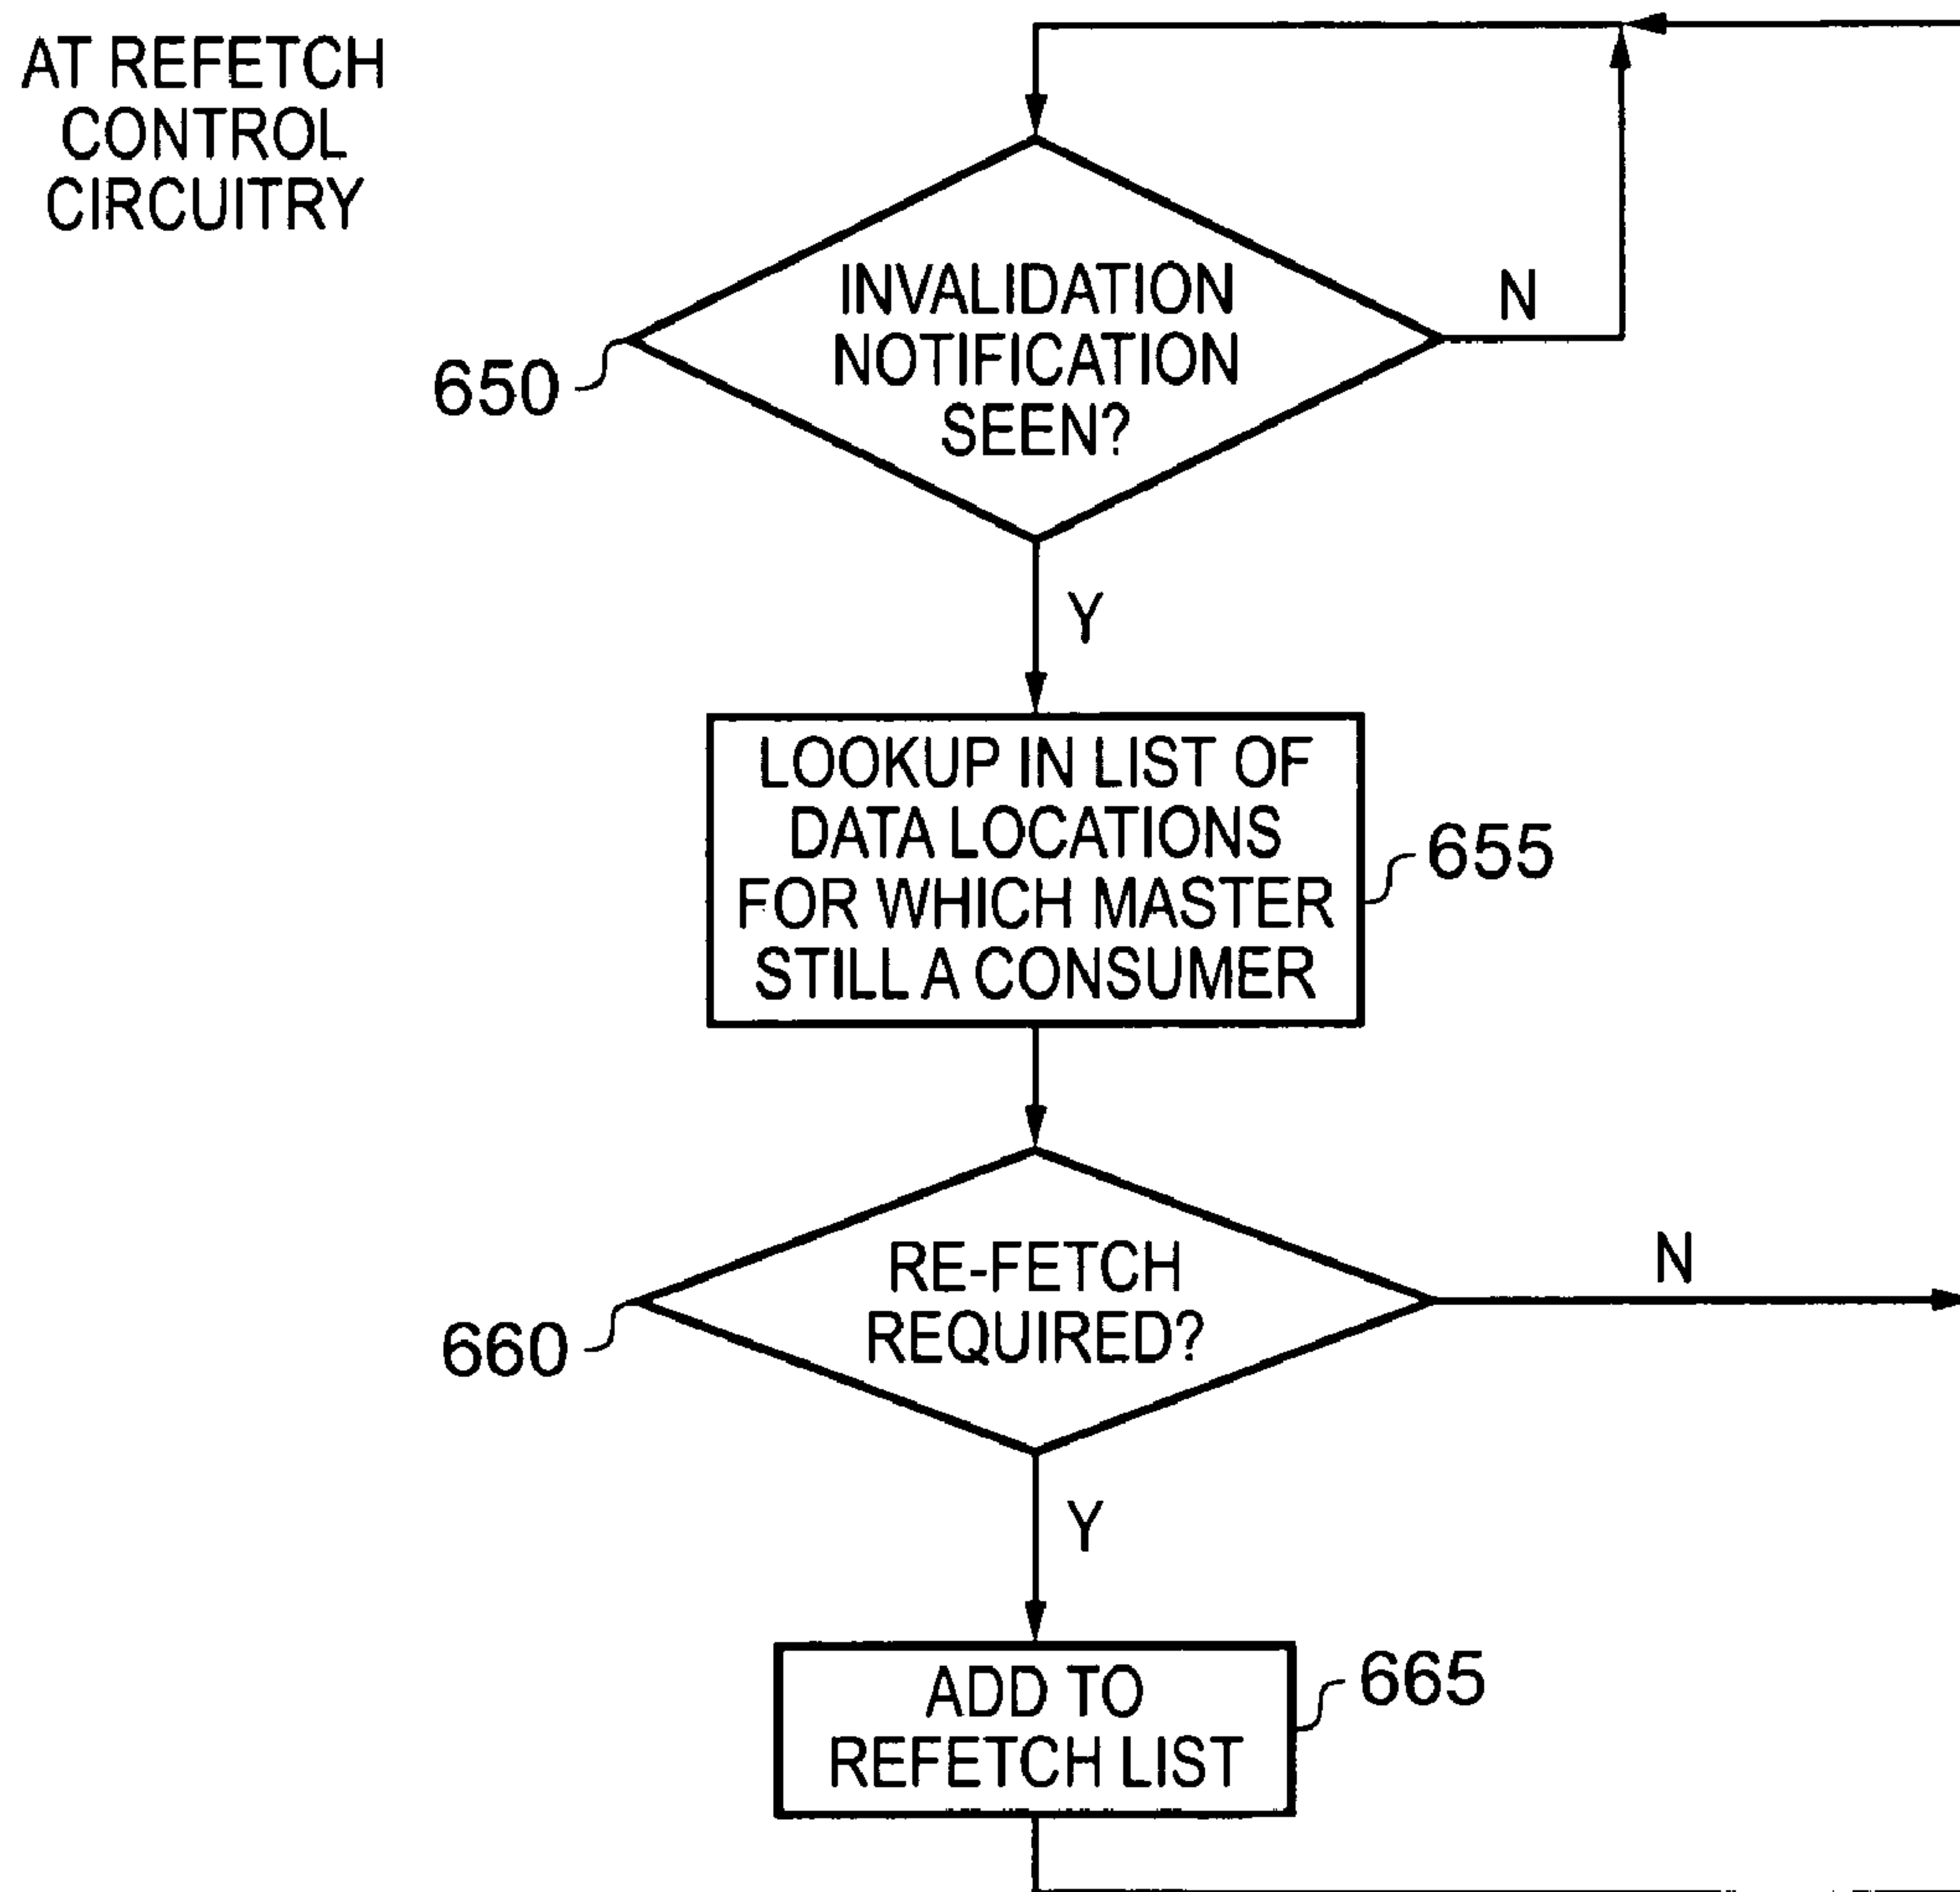 AT REFETCH
CONTROL
CIRCUITRY
INVALIDATION
NOTIFICATION
SEEN?
N
650
Y
LOOKUP IN LIST OF
DATA LOCATIONS
FOR WHICH MASTER
STILL A CONSUMER
655
RE-FETCH
REQUIRED?
N
660
Y
ADD TO
REFETCH LIST
665